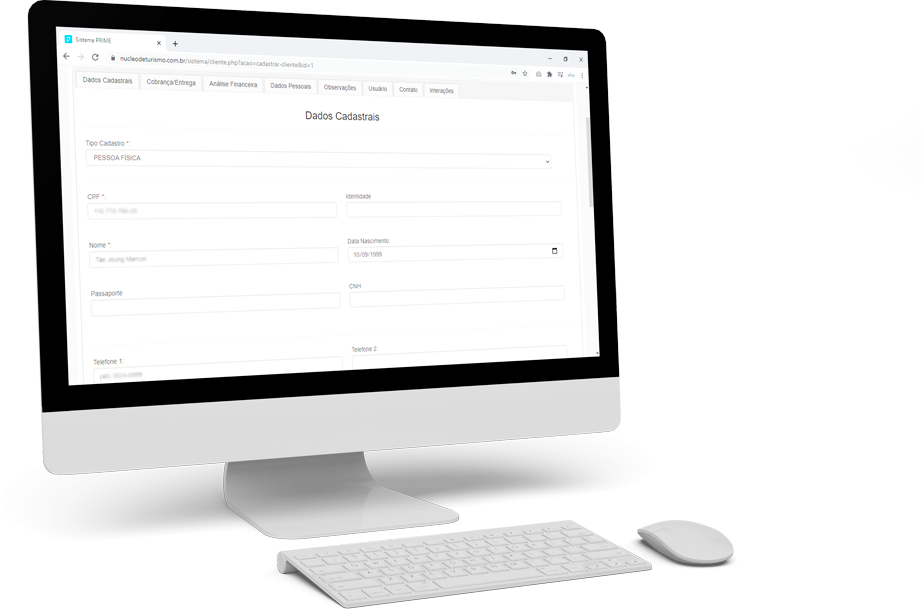 Sistema PRIME
nucleodeturismo.com.br/sistema/cliente.php?acao=cadastrar-cliente&id=1
Dados Cadastrais Cobrança/Entrega Análise Financeira Dados Pessoais Observações Usuário Contato Interações
Dados Cadastrais
Tipo Cadastro *
PESSOA FÍSICA
CPF * Identidade
Nome * Data Nascimento
10/09/1999
Passaporte CNH
Telefone 1 Telefone 2